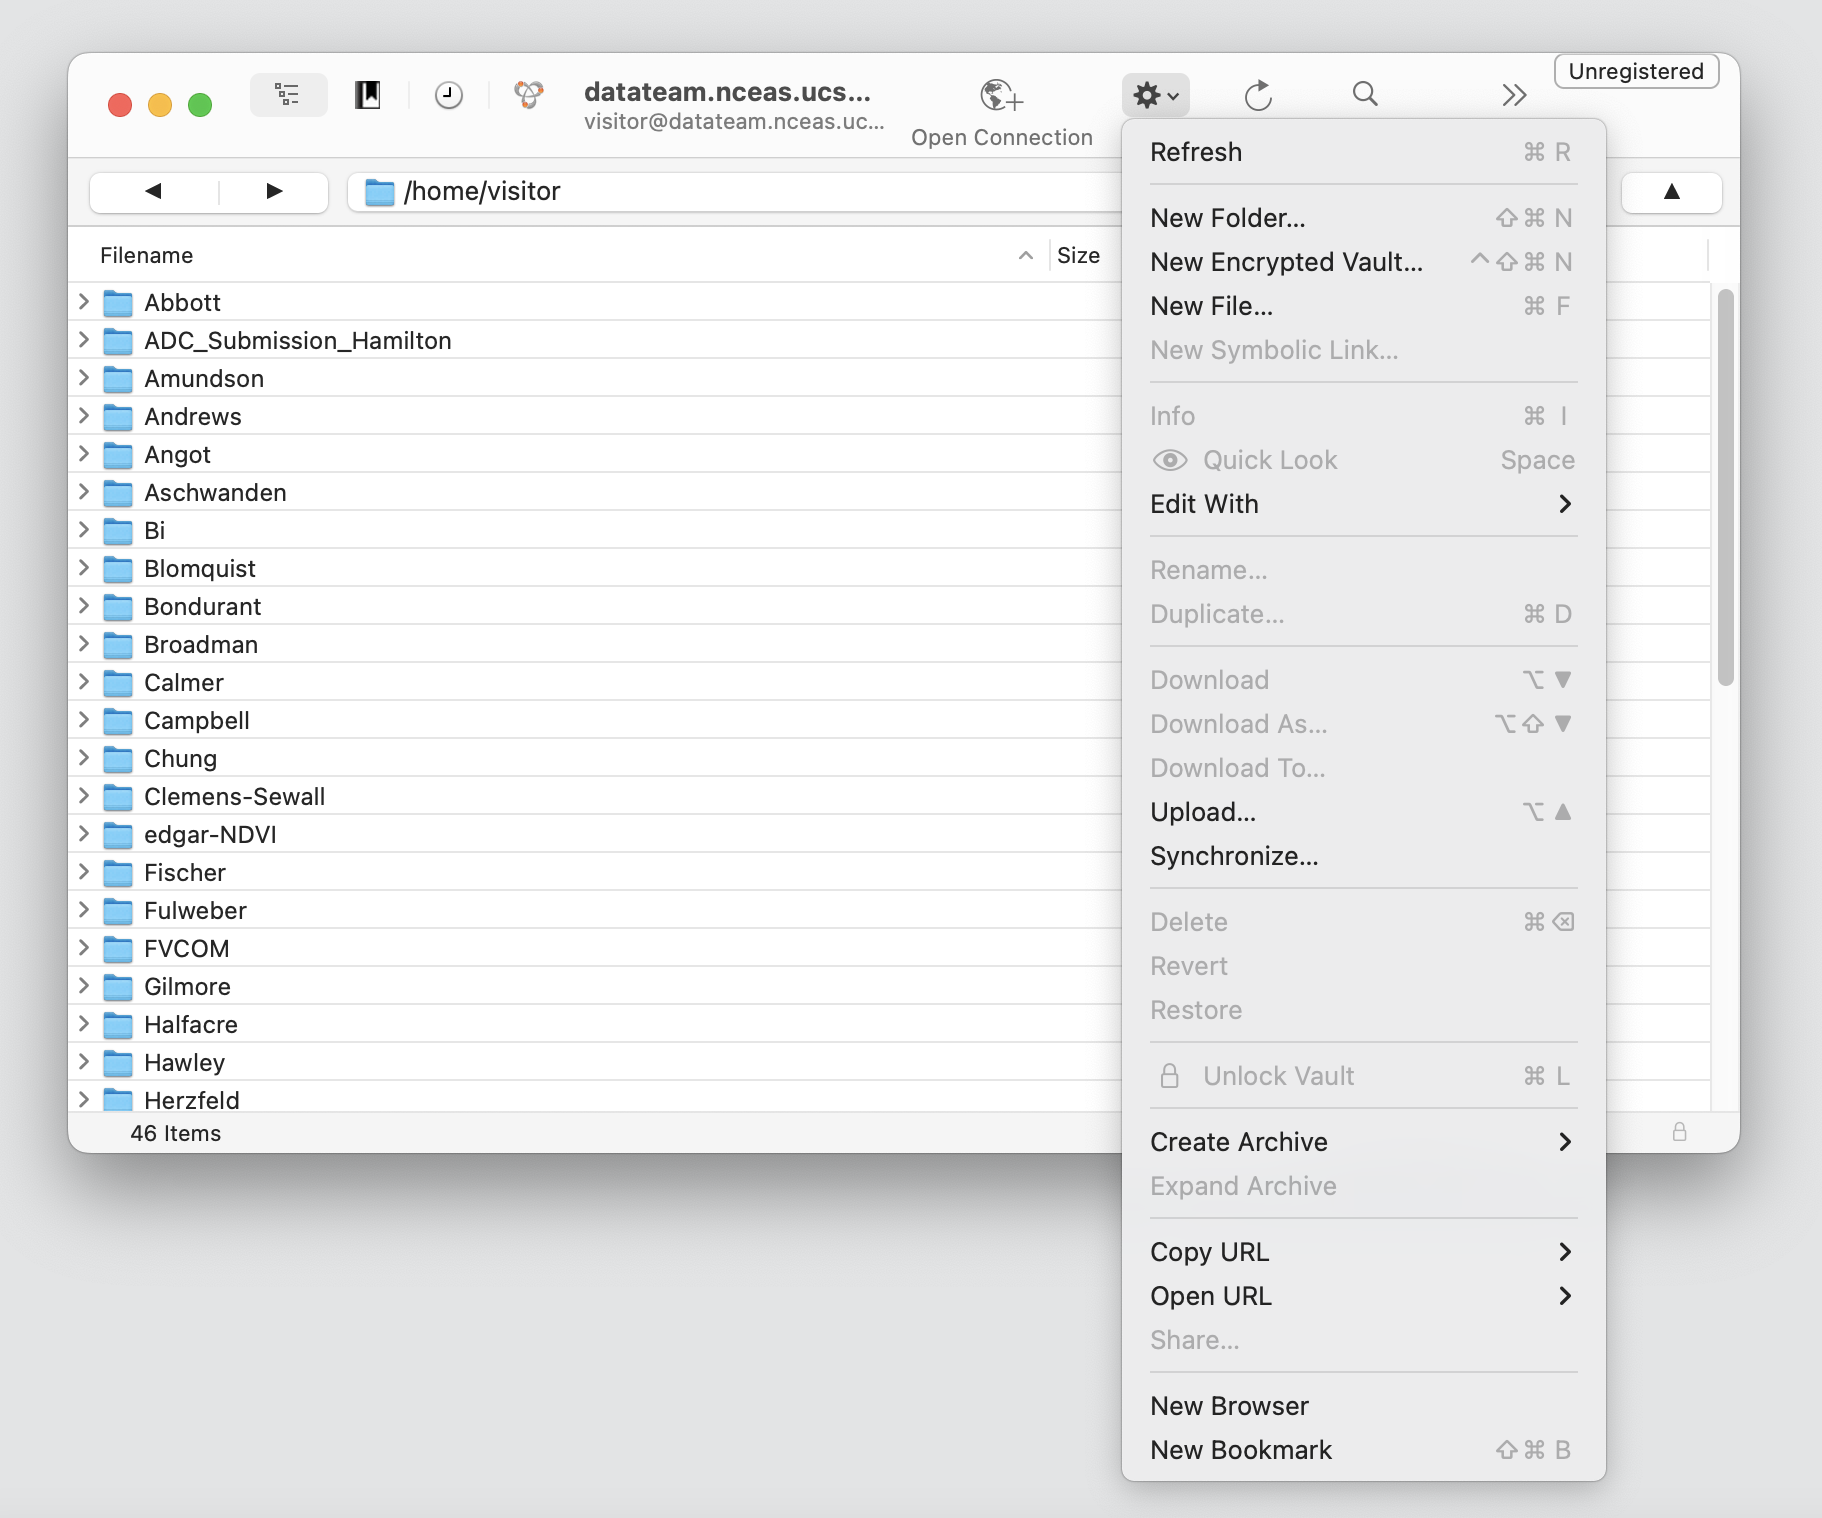 Unregistered
datateam.nceas.ucs...
visitor@datateam.nceas.uc...
Open Connection
/home/visitor
Filename
Size
Abbott
ADC_Submission_Hamilton
Amundson
Andrews
Angot
Aschwanden
Bi
Blomquist
Bondurant
Broadman
Calmer
Campbell
Chung
Clemens-Sewall
edgar-NDVI
Fischer
Fulweber
FVCOM
Gilmore
Halfacre
Hawley
Herzfeld
46 Items
Refresh ⌘ R
New Folder... ⇧⌘ N
New Encrypted Vault... ^⇧⌘ N
New File... ⌘ F
New Symbolic Link...
Info ⌘ I
Quick Look Space
Edit With
Rename...
Duplicate... ⌘ D
Download ⌥ ▼
Download As... ⌥⇧ ▼
Download To...
Upload... ⌥ ▲
Synchronize...
Delete ⌘⌫
Revert
Restore
Unlock Vault ⌘ L
Create Archive
Expand Archive
Copy URL
Open URL
Share...
New Browser
New Bookmark ⇧⌘ B